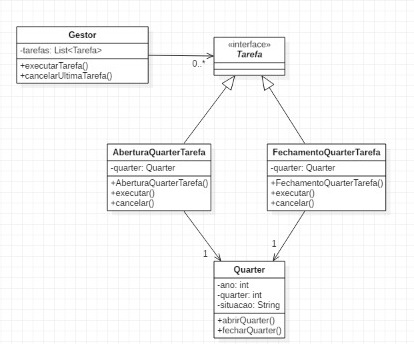 Gestor
-tarefas: List<Tarefa>
+executarTarefa()
+cancelarUltimaTarefa()
0..*
«interface»
Tarefa
AberturaQuarterTarefa
-quarter: Quarter
+AberturaQuarterTarefa()
+executar()
+cancelar()
FechamentoQuarterTarefa
-quarter: Quarter
+FechamentoQuarterTarefa()
+executar()
+cancelar()
1
1
Quarter
-ano: int
-quarter: int
-situacao: String
+abrirQuarter()
+fecharQuarter()